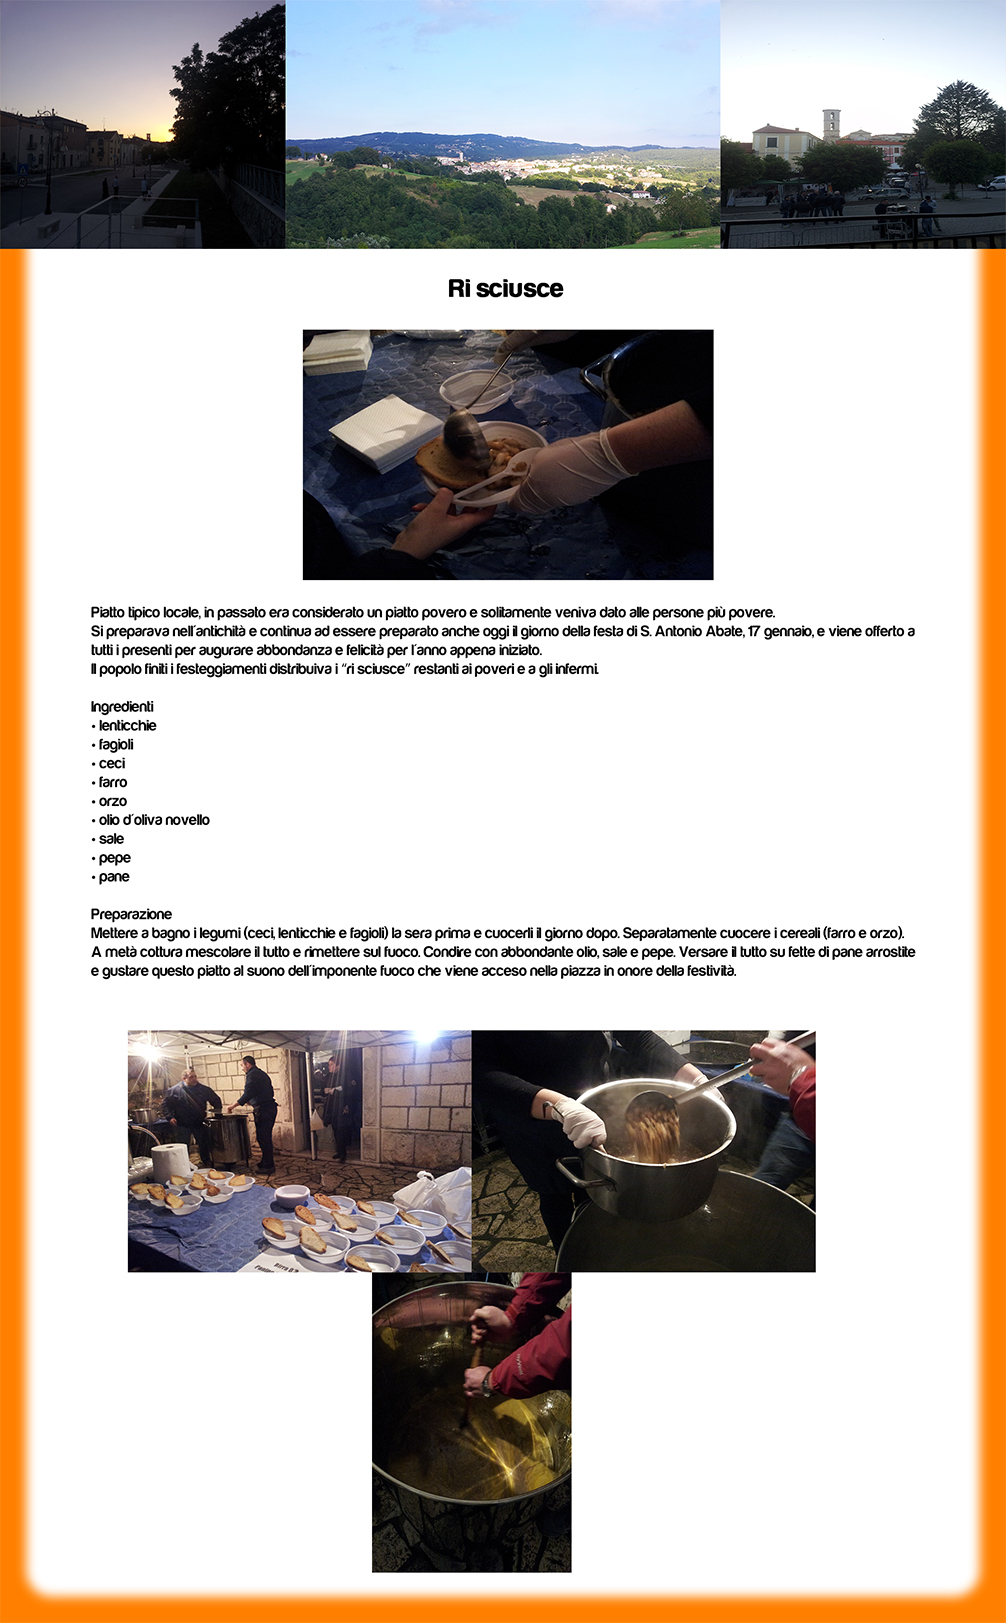 Ri sciusce
Piatto tipico locale, in passato era considerato un piatto povero e solitamente veniva dato alle persone più povere.
Si preparava nell'antichità e continua ad essere preparato anche oggi il giorno della festa di S. Antonio Abate, 17 gennaio, e viene offerto a
tutti i presenti per augurare abbondanza e felicità per l'anno appena iniziato.
Il popolo finiti i festeggiamenti distribuiva i "ri sciusce" restanti ai poveri e a gli infermi.
Ingredienti
• lenticchie
• fagioli
• ceci
• farro
• orzo
• olio d'oliva novello
• sale
• pepe
• pane
Preparazione
Mettere a bagno i legumi (ceci, lenticchie e fagioli) la sera prima e cuocerli il giorno dopo. Separatamente cuocere i cereali (farro e orzo).
A metà cottura mescolare il tutto e rimettere sul fuoco. Condire con abbondante olio, sale e pepe. Versare il tutto su fette di pane arrostite
e gustare questo piatto al suono dell'imponente fuoco che viene acceso nella piazza in onore della festività.